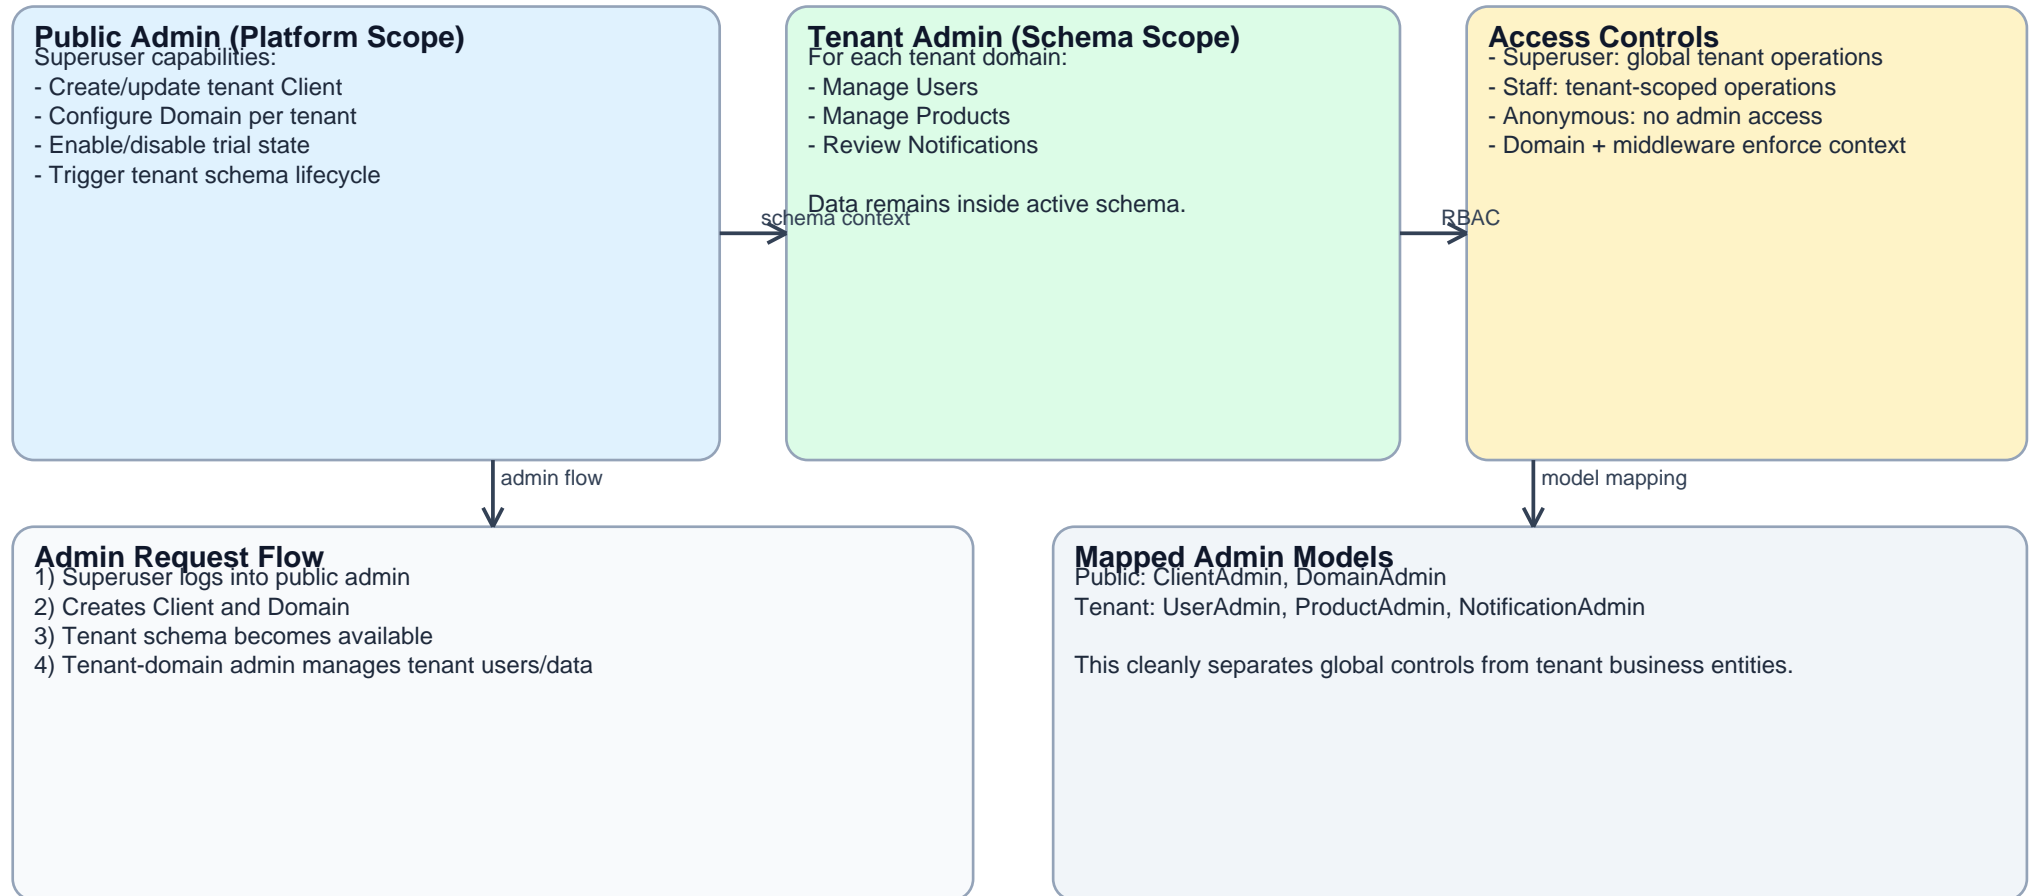 Public Admin (Platform Scope)
Superuser capabilities:
- Create/update tenant Client
- Configure Domain per tenant
- Enable/disable trial state
- Trigger tenant schema lifecycle
schema context
Tenant Admin (Schema Scope)
For each tenant domain:
- Manage Users
- Manage Products
- Review Notifications
Data remains inside active schema.
RBAC
Access Controls
- Superuser: global tenant operations
- Staff: tenant-scoped operations
- Anonymous: no admin access
- Domain + middleware enforce context
admin flow
model mapping
Admin Request Flow
1) Superuser logs into public admin
2) Creates Client and Domain
3) Tenant schema becomes available
4) Tenant-domain admin manages tenant users/data
Mapped Admin Models
Public: ClientAdmin, DomainAdmin
Tenant: UserAdmin, ProductAdmin, NotificationAdmin
This cleanly separates global controls from tenant business entities.